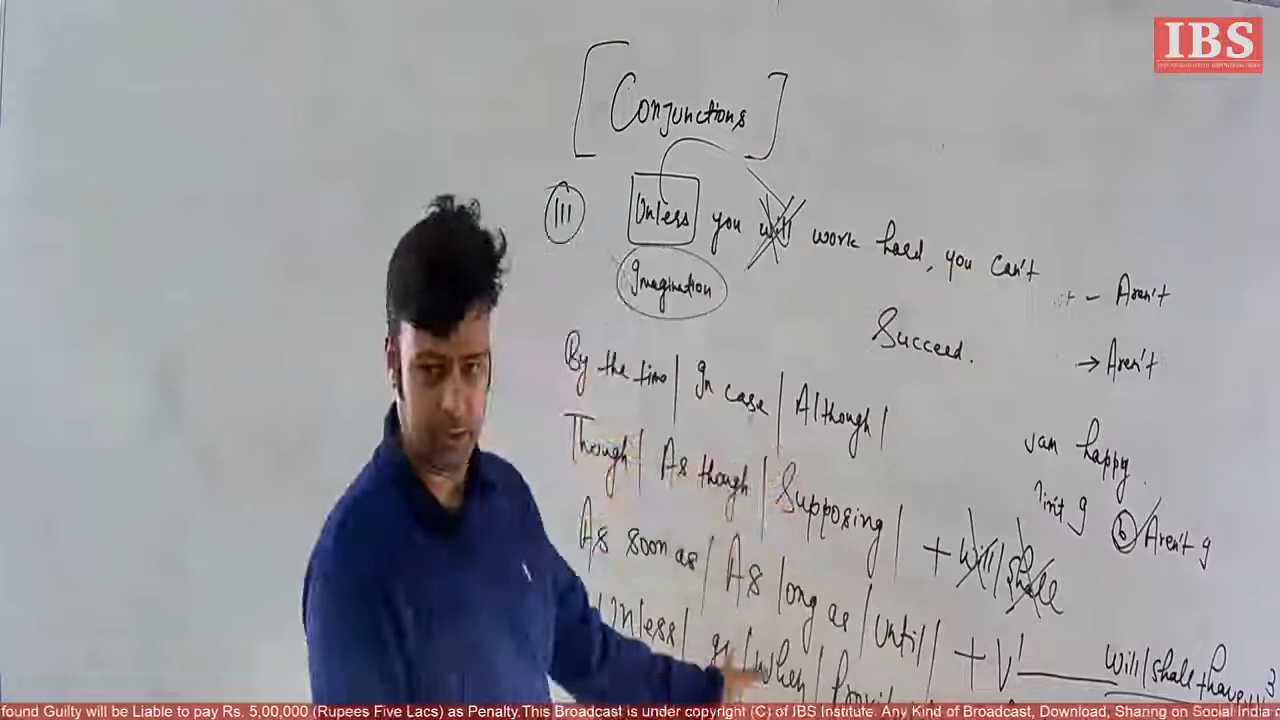 IBS
[Conjunctions]
III Unless you will work hard, you can't
Succeed.
Imagination
- Aren't
→ Aren't
By the time | In case | Although |
Though | As though | Supposing | + will/shall
As soon as | As long as | Until | + V1 — will/shall+have
Unless | If | When |
am happy.
b Aren't I
found Guilty will be Liable to pay Rs. 5,00,000 (Rupees Five Lacs) as Penalty.This Broadcast is under copyright (C) of IBS Institute. Any Kind of Broadcast, Download, Sharing on Social India